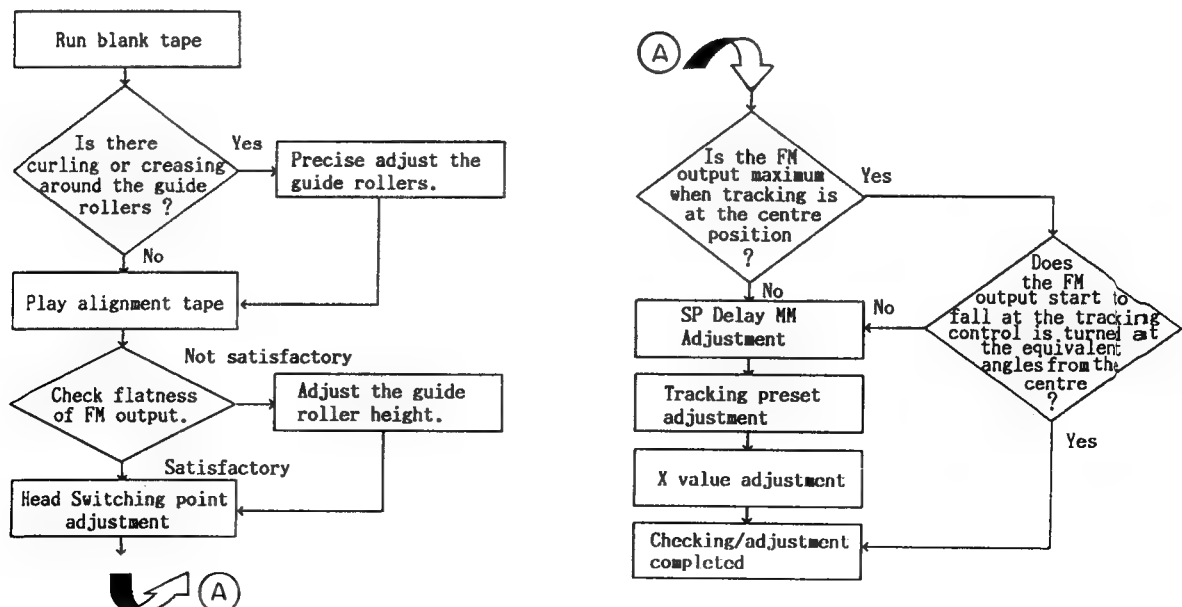 Run blank tape
Is there
curling or creasing
around the guide
rollers ?
Yes
Precise adjust the
guide rollers.
No
Play alignment tape
Not satisfactory
Check flatness
of FM output.
Adjust the guide
roller height.
Satisfactory
Head Switching point
adjustment
A
A
Is the FM
output maximum
when tracking is
at the centre
position
?
Yes
No
Does
the FM
output start to
fall at the tracking
control is turned at
the equivalent
angles from the
centre
?
No
SP Delay MM
Adjustment
Tracking preset
adjustment
Yes
X value adjustment
Checking/adjustment
completed